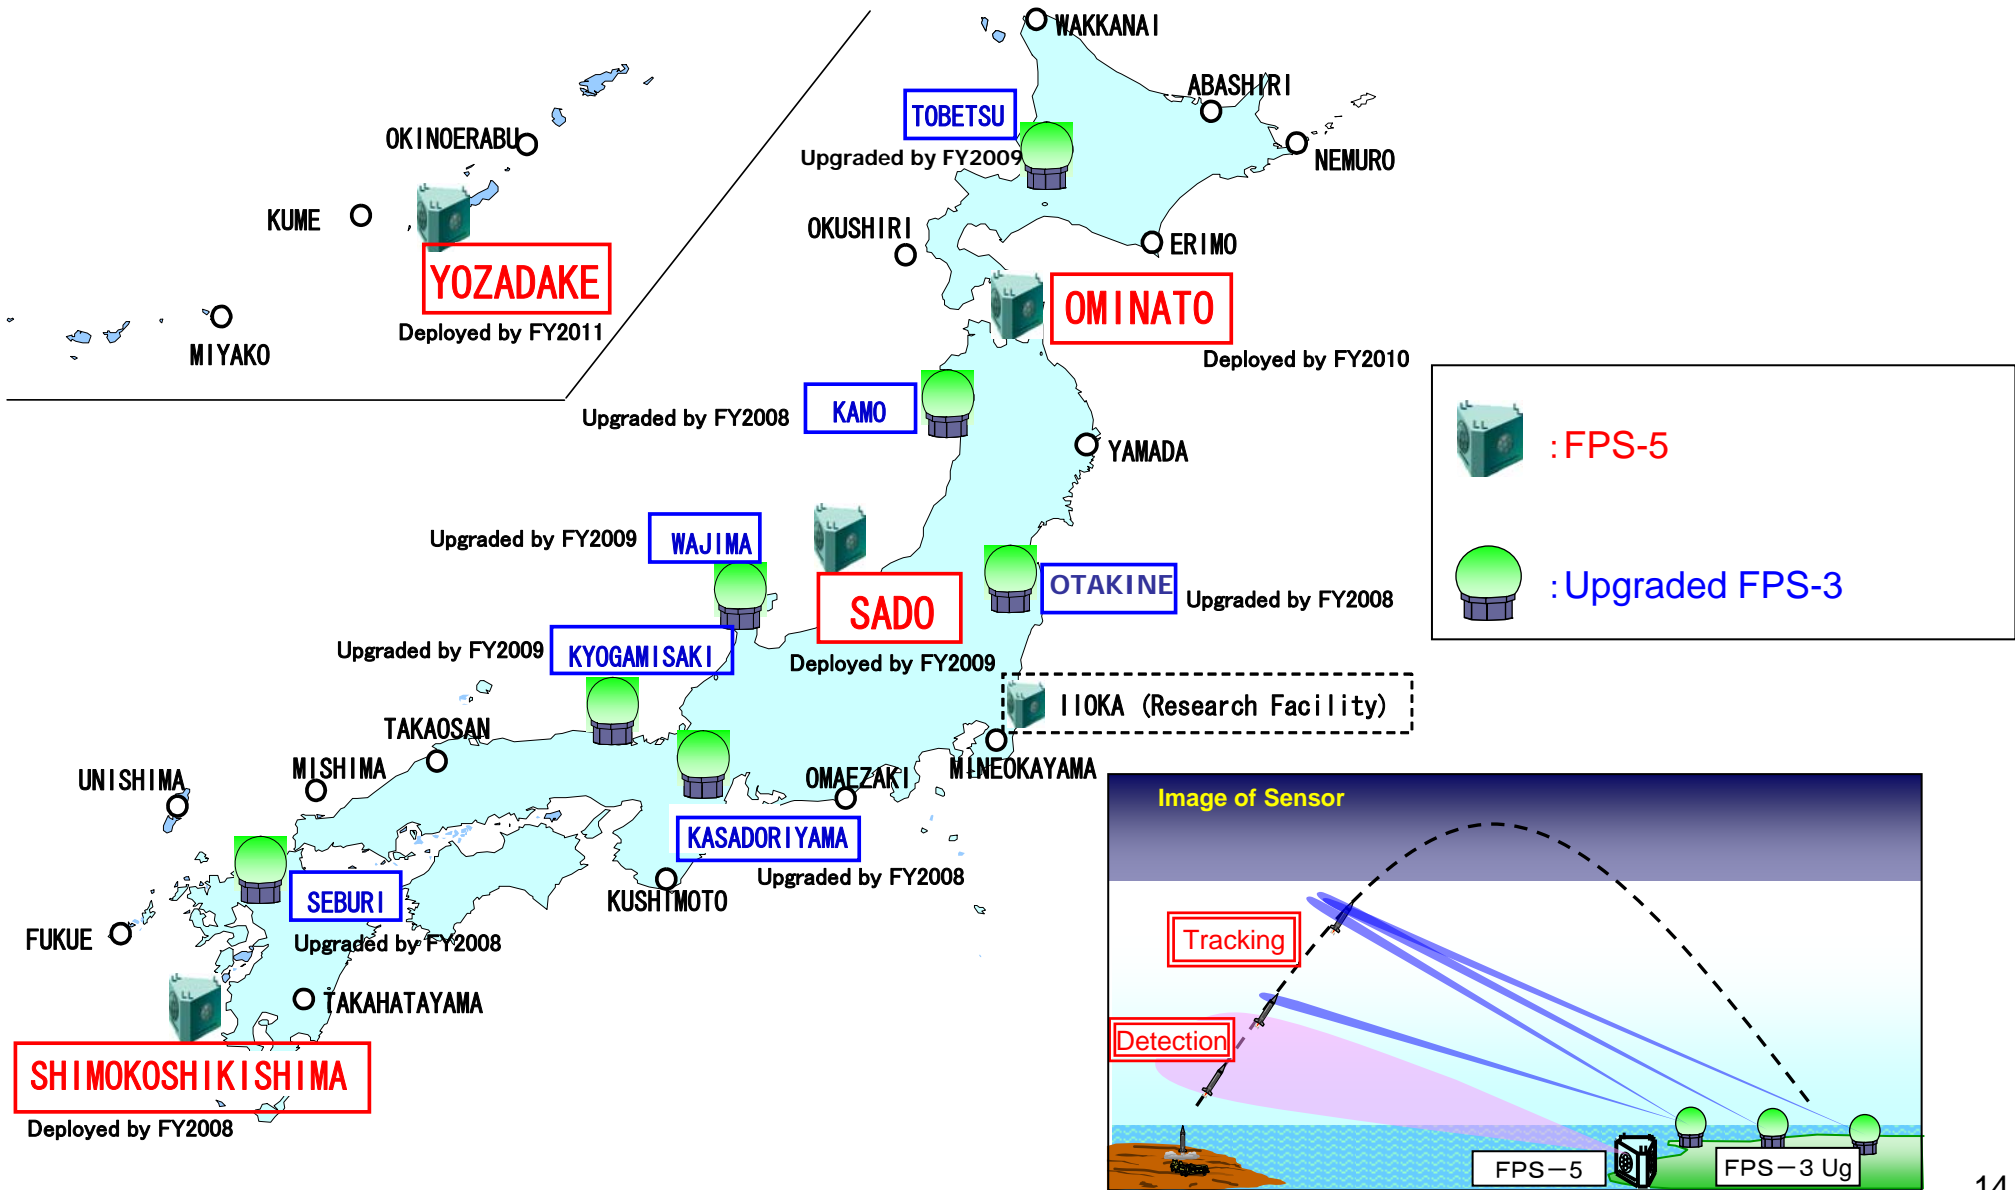 WAKKANAI
ABASHIRI
TOBETSU
Upgraded by FY2009
NEMURO
OKINOERABU
KUME
OKUSHIRI
ERIMO
YOZADAKE
Deployed by FY2011
OMINATO
Deployed by FY2010
MIYAKO
KAMO
Upgraded by FY2008
YAMADA
:FPS-5
:Upgraded FPS-3
WAJIMA
Upgraded by FY2009
SADO
Deployed by FY2009
OTAKINE
Upgraded by FY2008
KYOGAMISAKI
Upgraded by FY2009
IIOKA (Research Facility)
MINEOKAYAMA
TAKAOSAN
MISHIMA
UNISHIMA
OMAEZAKI
KASADORIYAMA
Upgraded by FY2008
KUSHIMOTO
SEBURI
Upgraded by FY2008
FUKUE
TAKAHATAYAMA
SHIMOKOSHIKISHIMA
Deployed by FY2008
Image of Sensor
Tracking
Detection
FPS－5
FPS－3 Ug
14